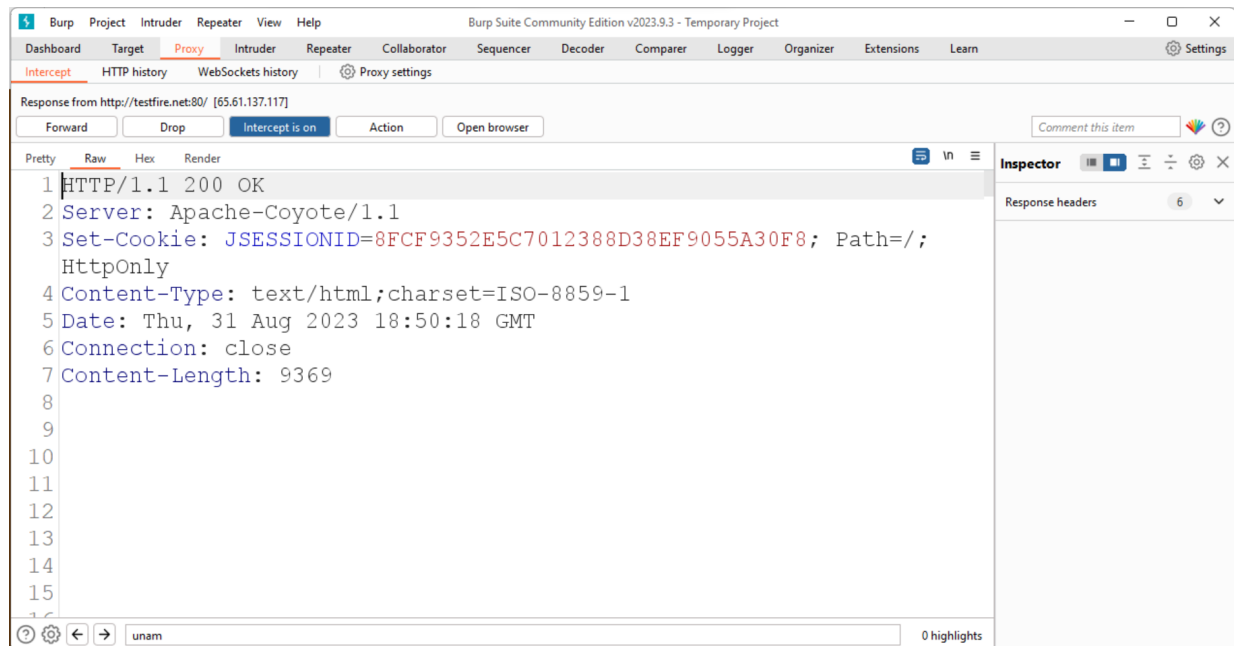 Burp Project Intruder Repeater View Help Burp Suite Community Edition v2023.9.3 - Temporary Project
Dashboard Target Proxy Intruder Repeater Collaborator Sequencer Decoder Comparer Logger Organizer Extensions Learn Settings
Intercept HTTP history WebSockets history Proxy settings
Response from http://testfire.net:80/ [65.61.137.117]
Forward Drop Intercept is on Action Open browser Comment this item
Pretty Raw Hex Render \n Inspector
Response headers 6
1 HTTP/1.1 200 OK
2 Server: Apache-Coyote/1.1
3 Set-Cookie: JSESSIONID=8FCF9352E5C7012388D38EF9055A30F8; Path=/;
HttpOnly
4 Content-Type: text/html;charset=ISO-8859-1
5 Date: Thu, 31 Aug 2023 18:50:18 GMT
6 Connection: close
7 Content-Length: 9369
8
9
10
11
12
13
14
15
16
unam 0 highlights